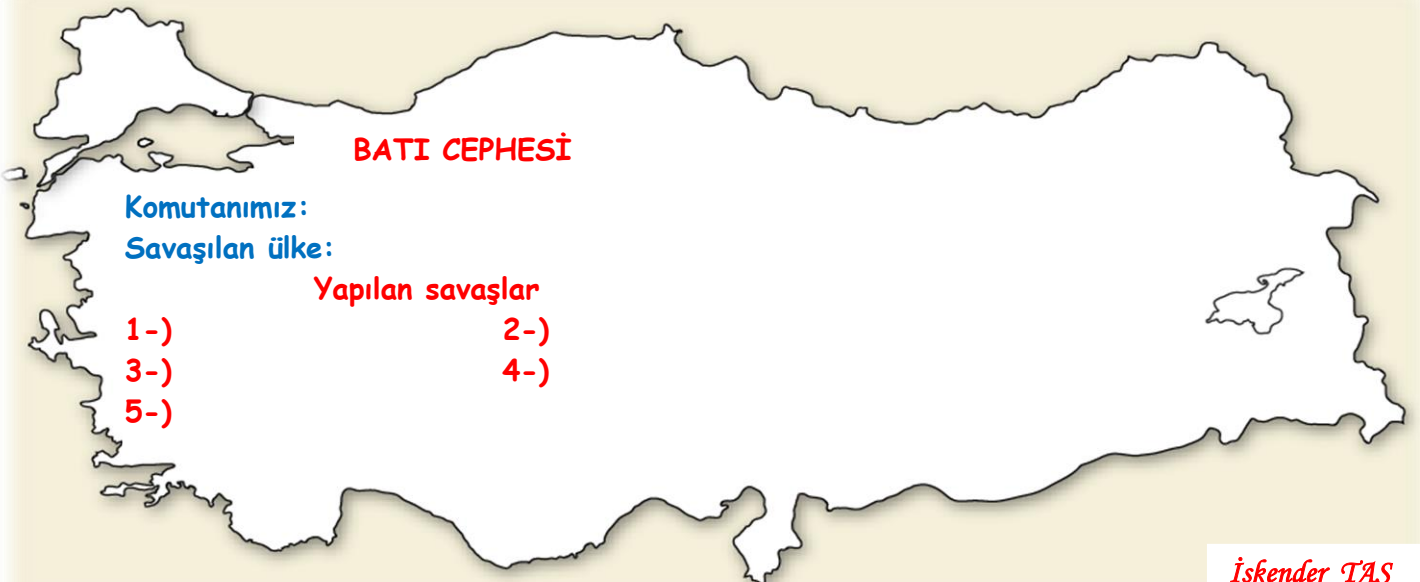 BATI CEPHESİ
Komutanımız:
Savaşılan ülke:
Yapılan savaşlar
1-) 2-)
3-) 4-)
5-)
İskender TAŞ